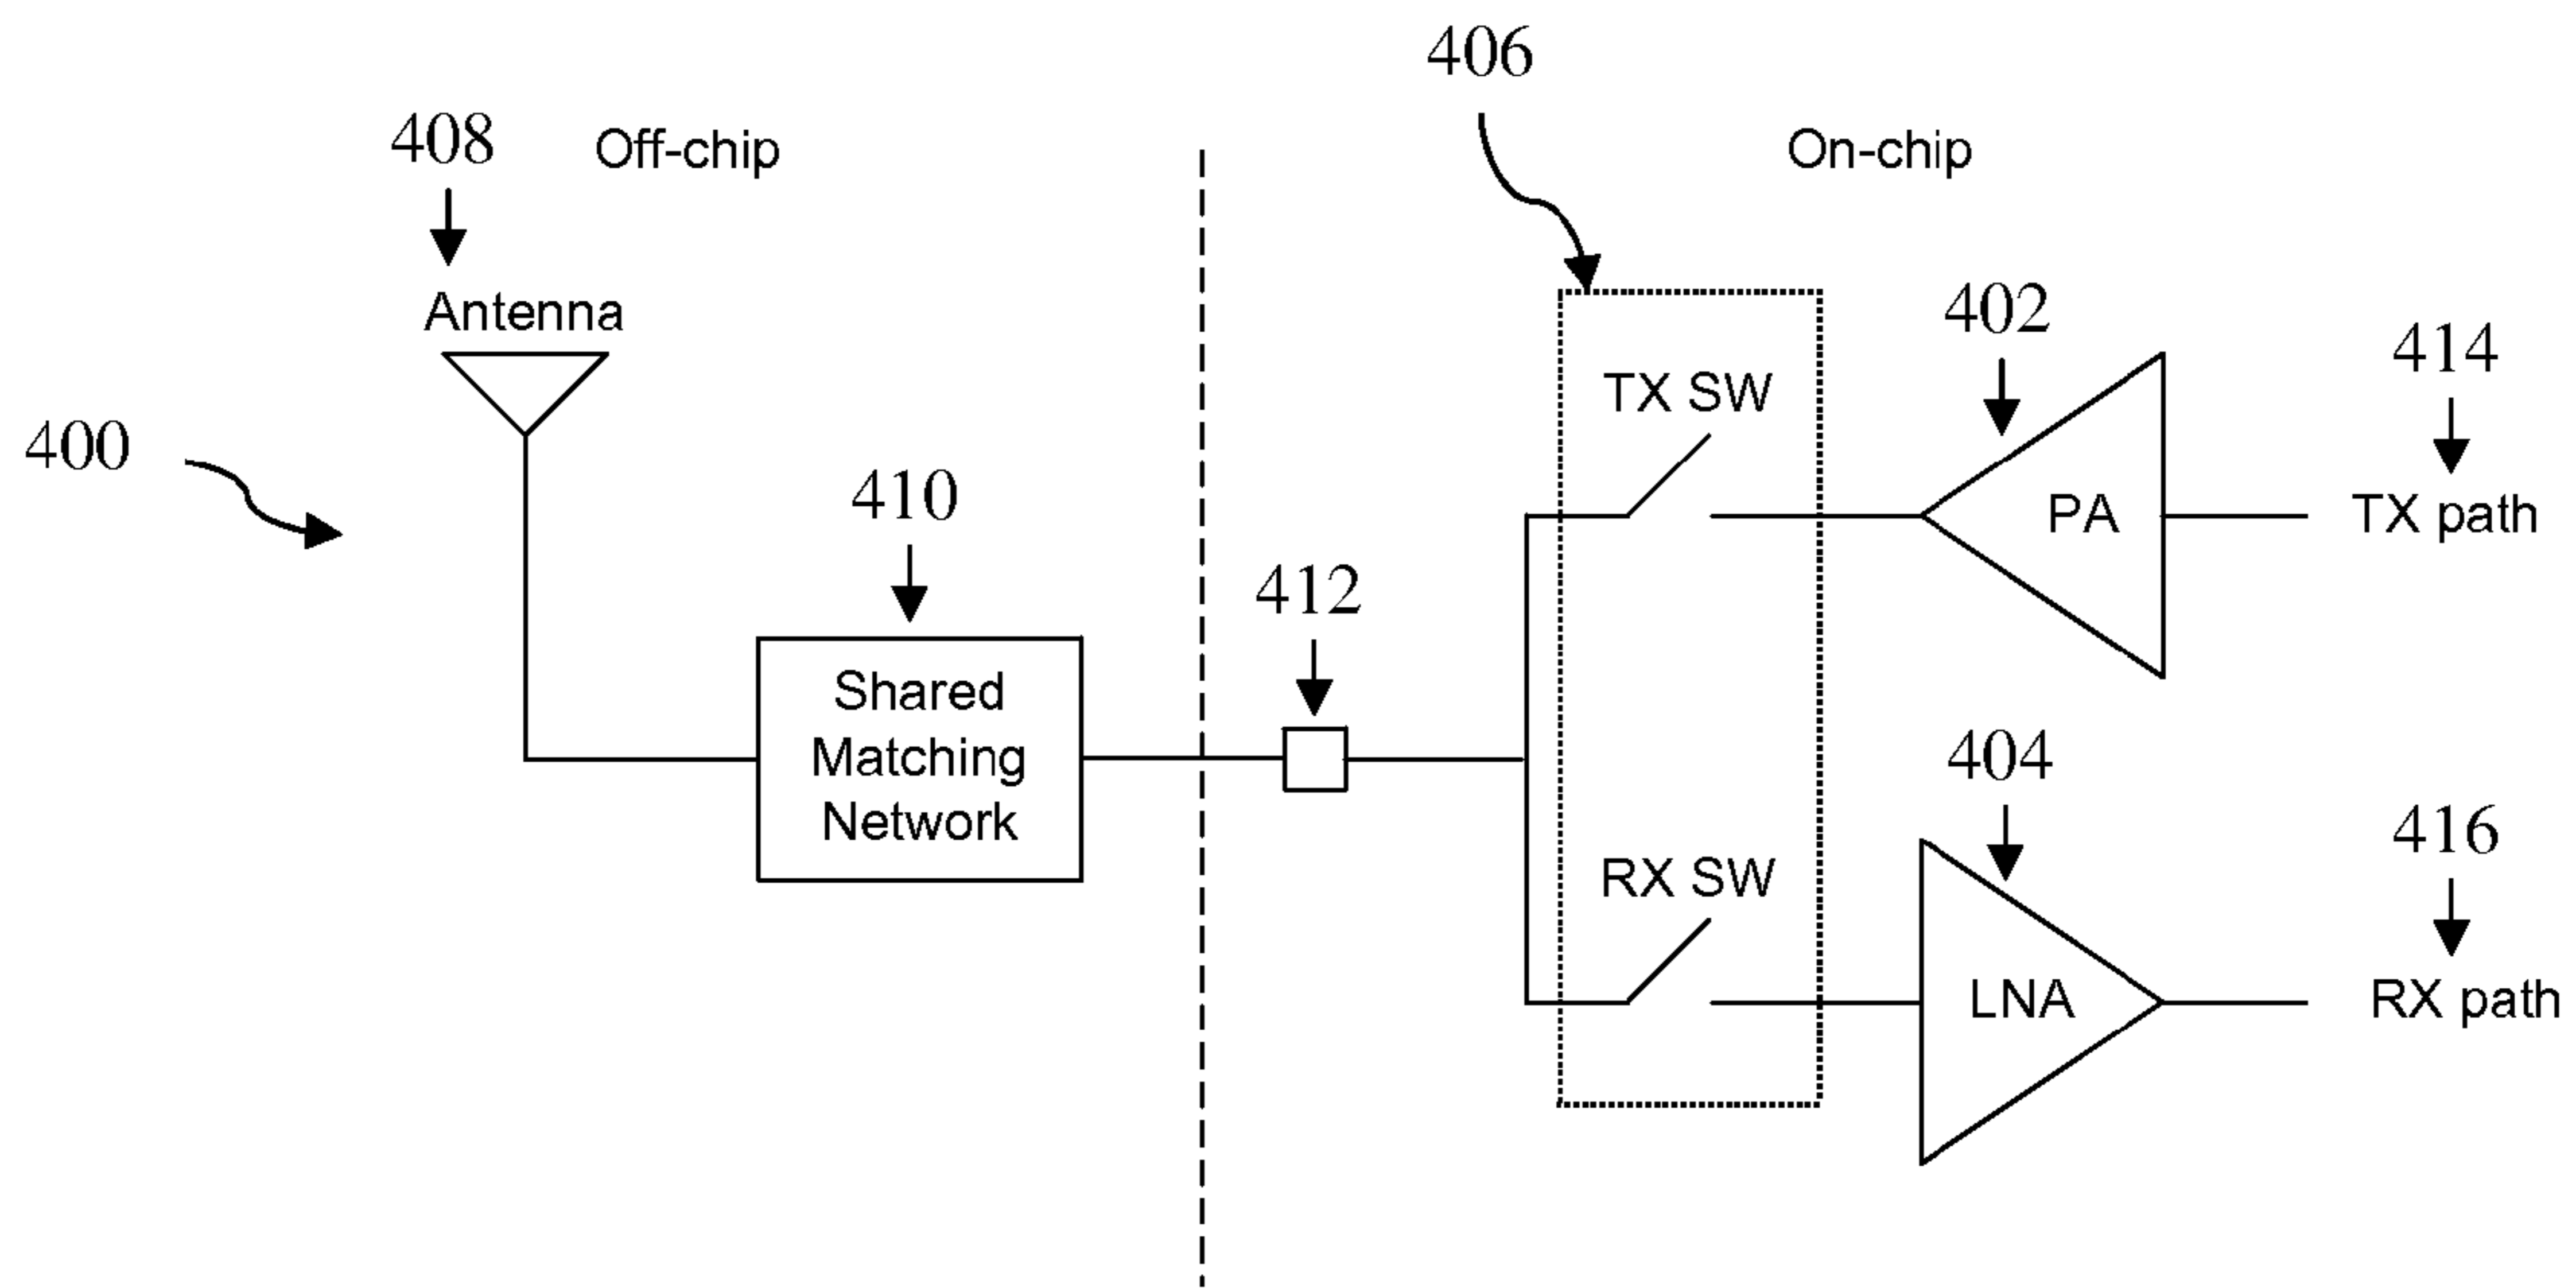 406
408
Off-chip
On-chip
402
Antenna
414
TX SW
400
410
PA
TX path
412
Shared
Matching
Network
404
416
RX SW
LNA
RX path